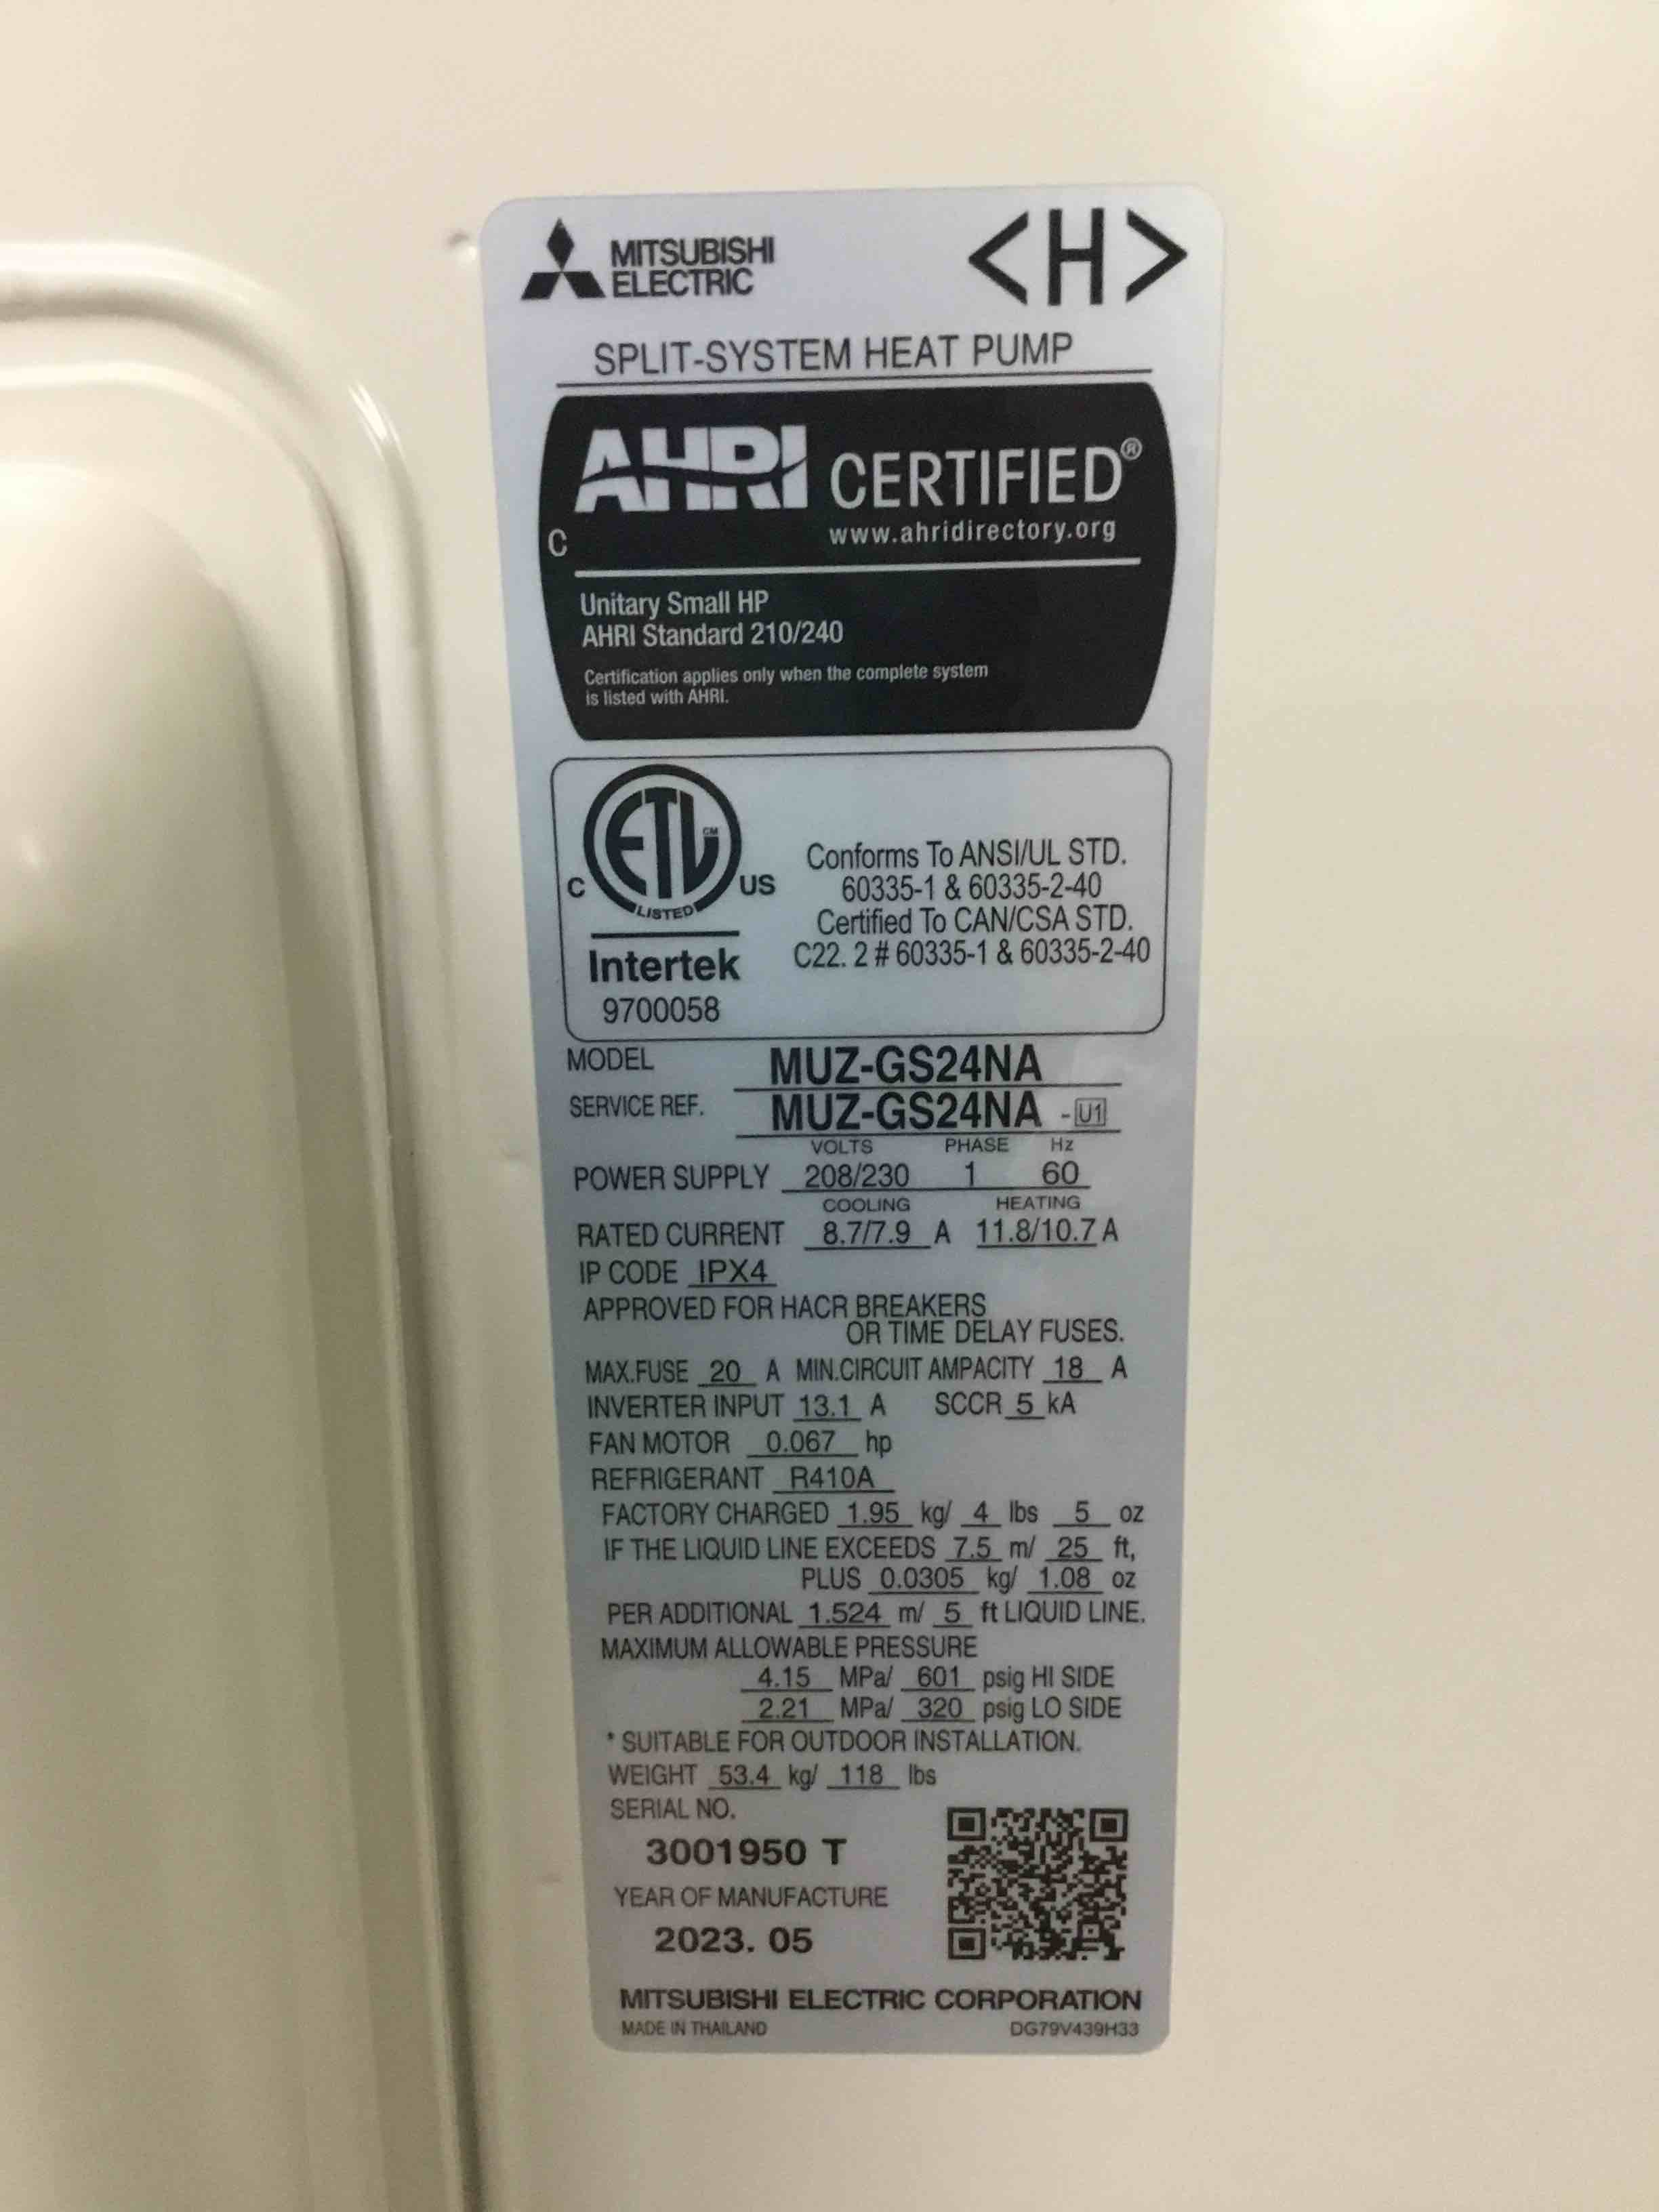 MITSUBISHI
ELECTRIC
<H>
SPLIT-SYSTEM HEAT PUMP
AHRI CERTIFIED®
www.ahridirectory.org
C
Unitary Small HP
AHRI Standard 210/240
Certification applies only when the complete system
is listed with AHRI.
ETL CM
C LISTED US
Intertek
9700058
Conforms To ANSI/UL STD.
60335-1 & 60335-2-40
Certified To CAN/CSA STD.
C22. 2 # 60335-1 & 60335-2-40
MODEL MUZ-GS24NA
SERVICE REF. MUZ-GS24NA - U1
VOLTS PHASE Hz
POWER SUPPLY 208/230 1 60
COOLING HEATING
RATED CURRENT 8.7/7.9 A 11.8/10.7 A
IP CODE IPX4
APPROVED FOR HACR BREAKERS
OR TIME DELAY FUSES.
MAX.FUSE 20 A MIN.CIRCUIT AMPACITY 18 A
INVERTER INPUT 13.1 A SCCR 5 kA
FAN MOTOR 0.067 hp
REFRIGERANT R410A
FACTORY CHARGED 1.95 kg/ 4 lbs 5 oz
IF THE LIQUID LINE EXCEEDS 7.5 m/ 25 ft,
PLUS 0.0305 kg/ 1.08 oz
PER ADDITIONAL 1.524 m/ 5 ft LIQUID LINE.
MAXIMUM ALLOWABLE PRESSURE
4.15 MPa/ 601 psig HI SIDE
2.21 MPa/ 320 psig LO SIDE
* SUITABLE FOR OUTDOOR INSTALLATION.
WEIGHT 53.4 kg/ 118 lbs
SERIAL NO.
3001950 T
YEAR OF MANUFACTURE
2023. 05
MITSUBISHI ELECTRIC CORPORATION
MADE IN THAILAND DG79V439H33